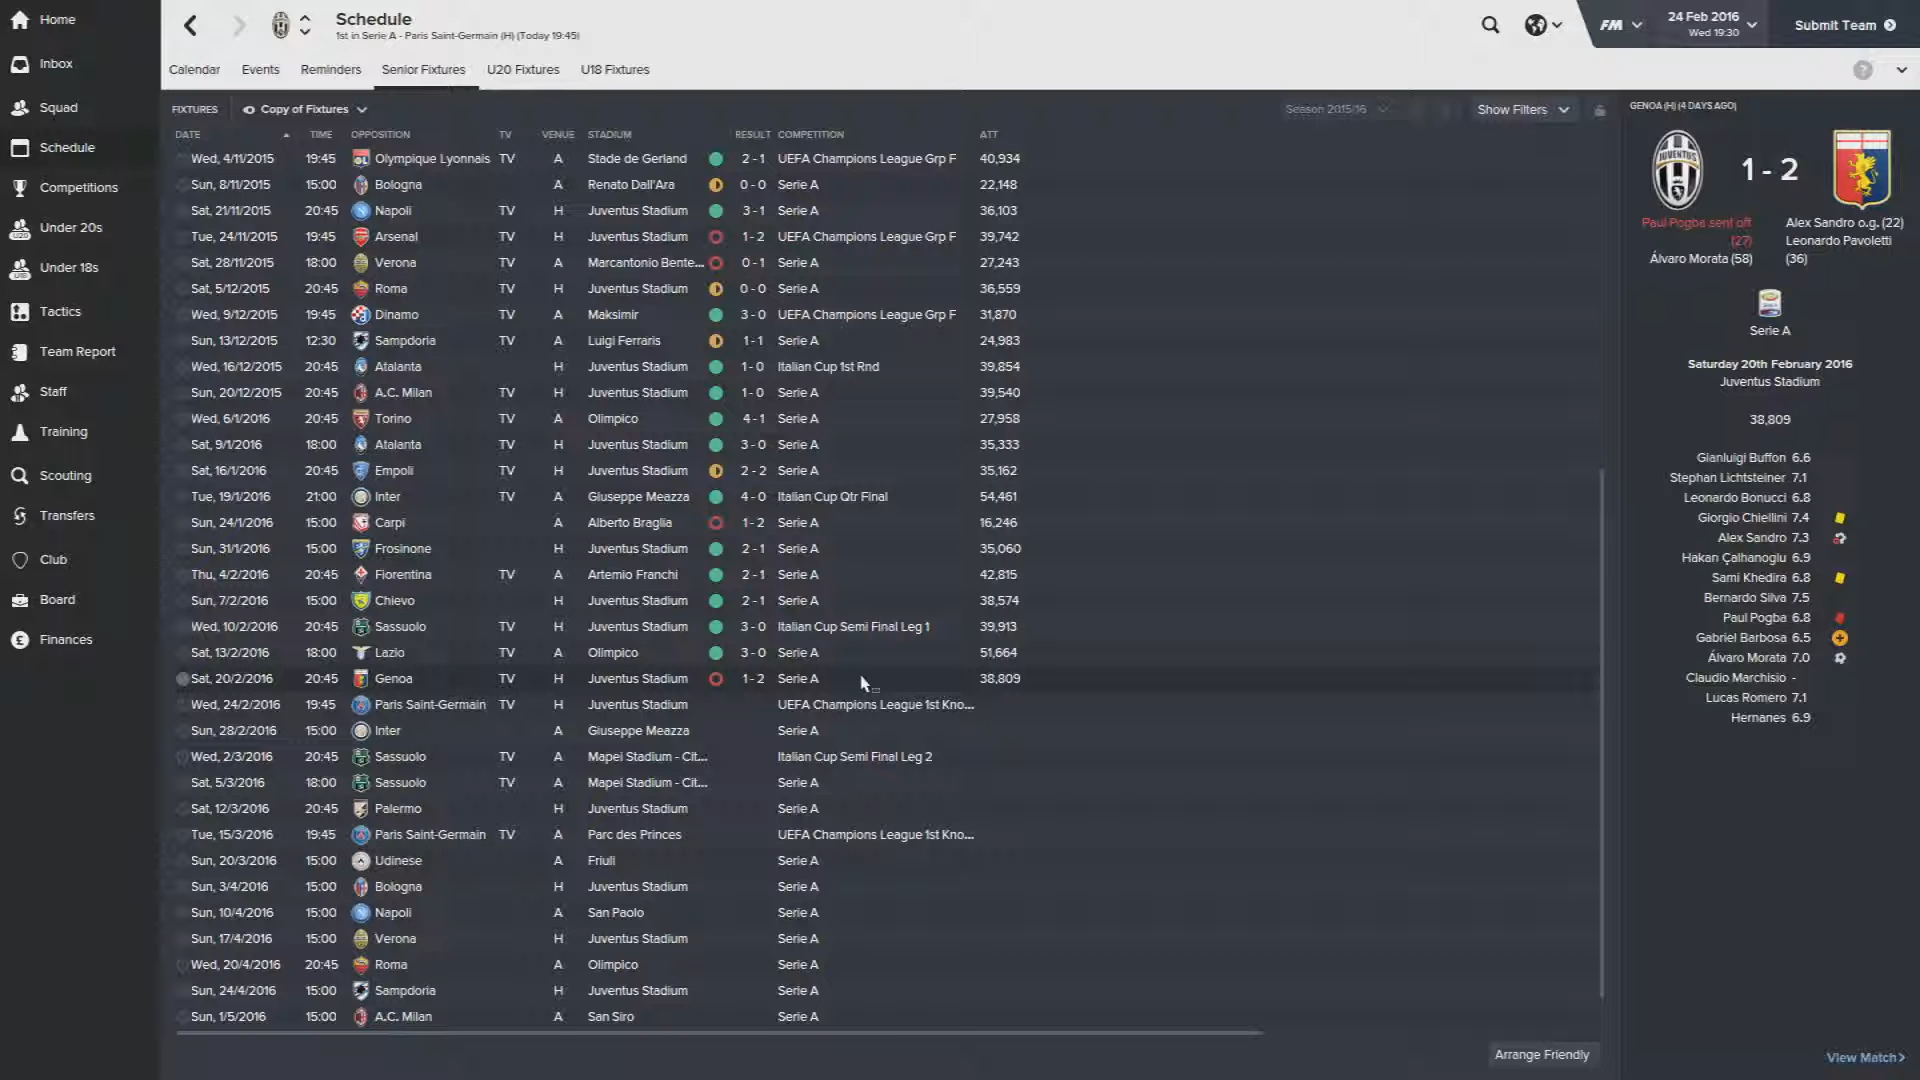 Home
Inbox
Squad
Schedule
Competitions
Under 20s
Under 18s
Tactics
Team Report
Staff
Training
Scouting
Transfers
Club
Board
Finances
Schedule
1st in Serie A - Paris Saint-Germain (H) (Today 19:45)
FM
24 Feb 2016
Wed 19:30
Submit Team
Calendar Events Reminders Senior Fixtures U20 Fixtures U18 Fixtures
FIXTURES Copy of Fixtures Season 2015/16 Show Filters
DATE TIME OPPOSITION TV VENUE STADIUM RESULT COMPETITION ATT
Wed, 4/11/2015 19:45 Olympique Lyonnais TV A Stade de Gerland 2 - 1 UEFA Champions League Grp F 40,934
Sun, 8/11/2015 15:00 Bologna A Renato Dall'Ara 0 - 0 Serie A 22,148
Sat, 21/11/2015 20:45 Napoli TV H Juventus Stadium 3 - 1 Serie A 36,103
Tue, 24/11/2015 19:45 Arsenal TV H Juventus Stadium 1 - 2 UEFA Champions League Grp F 39,742
Sat, 28/11/2015 18:00 Verona TV A Marcantonio Bente... 0 - 1 Serie A 27,243
Sat, 5/12/2015 20:45 Roma TV H Juventus Stadium 0 - 0 Serie A 36,559
Wed, 9/12/2015 19:45 Dinamo TV A Maksimir 3 - 0 UEFA Champions League Grp F 31,870
Sun, 13/12/2015 12:30 Sampdoria TV A Luigi Ferraris 1 - 1 Serie A 24,983
Wed, 16/12/2015 20:45 Atalanta H Juventus Stadium 1 - 0 Italian Cup 1st Rnd 39,854
Sun, 20/12/2015 20:45 A.C. Milan TV H Juventus Stadium 1 - 0 Serie A 39,540
Wed, 6/1/2016 20:45 Torino TV A Olimpico 4 - 1 Serie A 27,958
Sat, 9/1/2016 18:00 Atalanta TV H Juventus Stadium 3 - 0 Serie A 35,333
Sat, 16/1/2016 20:45 Empoli TV H Juventus Stadium 2 - 2 Serie A 35,162
Tue, 19/1/2016 21:00 Inter TV A Giuseppe Meazza 4 - 0 Italian Cup Qtr Final 54,461
Sun, 24/1/2016 15:00 Carpi A Alberto Braglia 1 - 2 Serie A 16,246
Sun, 31/1/2016 15:00 Frosinone H Juventus Stadium 2 - 1 Serie A 35,060
Thu, 4/2/2016 20:45 Fiorentina TV A Artemio Franchi 2 - 1 Serie A 42,815
Sun, 7/2/2016 15:00 Chievo H Juventus Stadium 2 - 1 Serie A 38,574
Wed, 10/2/2016 20:45 Sassuolo TV H Juventus Stadium 3 - 0 Italian Cup Semi Final Leg 1 39,913
Sat, 13/2/2016 18:00 Lazio TV A Olimpico 3 - 0 Serie A 51,664
Sat, 20/2/2016 20:45 Genoa TV H Juventus Stadium 1 - 2 Serie A 38,809
Wed, 24/2/2016 19:45 Paris Saint-Germain TV H Juventus Stadium UEFA Champions League 1st Kno...
Sun, 28/2/2016 15:00 Inter A Giuseppe Meazza Serie A
Wed, 2/3/2016 20:45 Sassuolo TV A Mapei Stadium - Cit... Italian Cup Semi Final Leg 2
Sat, 5/3/2016 18:00 Sassuolo TV A Mapei Stadium - Cit... Serie A
Sat, 12/3/2016 20:45 Palermo H Juventus Stadium Serie A
Tue, 15/3/2016 19:45 Paris Saint-Germain TV A Parc des Princes UEFA Champions League 1st Kno...
Sun, 20/3/2016 15:00 Udinese A Friuli Serie A
Sun, 3/4/2016 15:00 Bologna H Juventus Stadium Serie A
Sun, 10/4/2016 15:00 Napoli A San Paolo Serie A
Sun, 17/4/2016 15:00 Verona H Juventus Stadium Serie A
Wed, 20/4/2016 20:45 Roma A Olimpico Serie A
Sun, 24/4/2016 15:00 Sampdoria H Juventus Stadium Serie A
Sun, 1/5/2016 15:00 A.C. Milan A San Siro Serie A
Arrange Friendly
GENOA (H) (4 DAYS AGO)
JUVENTUS
1 - 2
Paul Pogba sent off
(27)
Álvaro Morata (58)
Alex Sandro o.g. (22)
Leonardo Pavoletti
(36)
Serie A
Saturday 20th February 2016
Juventus Stadium
38,809
Gianluigi Buffon 6.6
Stephan Lichtsteiner 7.1
Leonardo Bonucci 6.8
Giorgio Chiellini 7.4
Alex Sandro 7.3
Hakan Çalhanoglu 6.9
Sami Khedira 6.8
Bernardo Silva 7.5
Paul Pogba 6.8
Gabriel Barbosa 6.5
Álvaro Morata 7.0
Claudio Marchisio -
Lucas Romero 7.1
Hernanes 6.9
View Match>